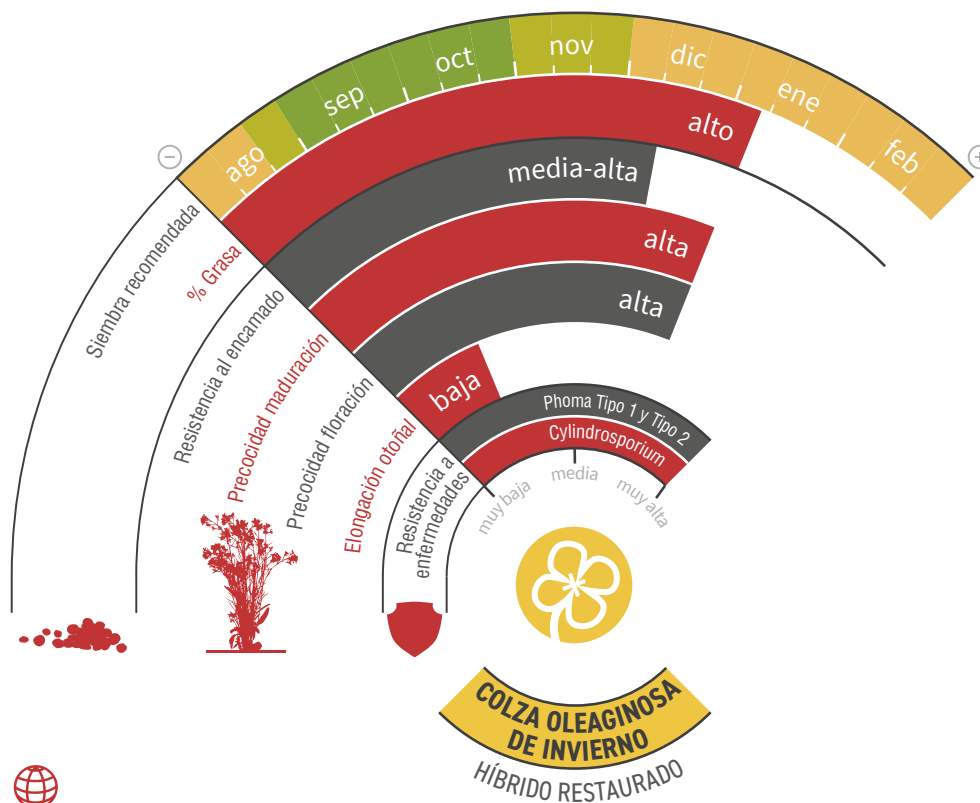 ago
sep
oct
nov
dic
ene
feb
−
+
Siembra recomendada
% Grasa
alto
Resistencia al encamado
media-alta
Precocidad maduración
alta
Precocidad floración
alta
Elongación otoñal
baja
Resistencia a
enfermedades
Phoma Tipo 1 y Tipo 2
Cylindrosporium
muy baja
media
muy alta
COLZA OLEAGINOSA
DE INVIERNO
HÍBRIDO RESTAURADO